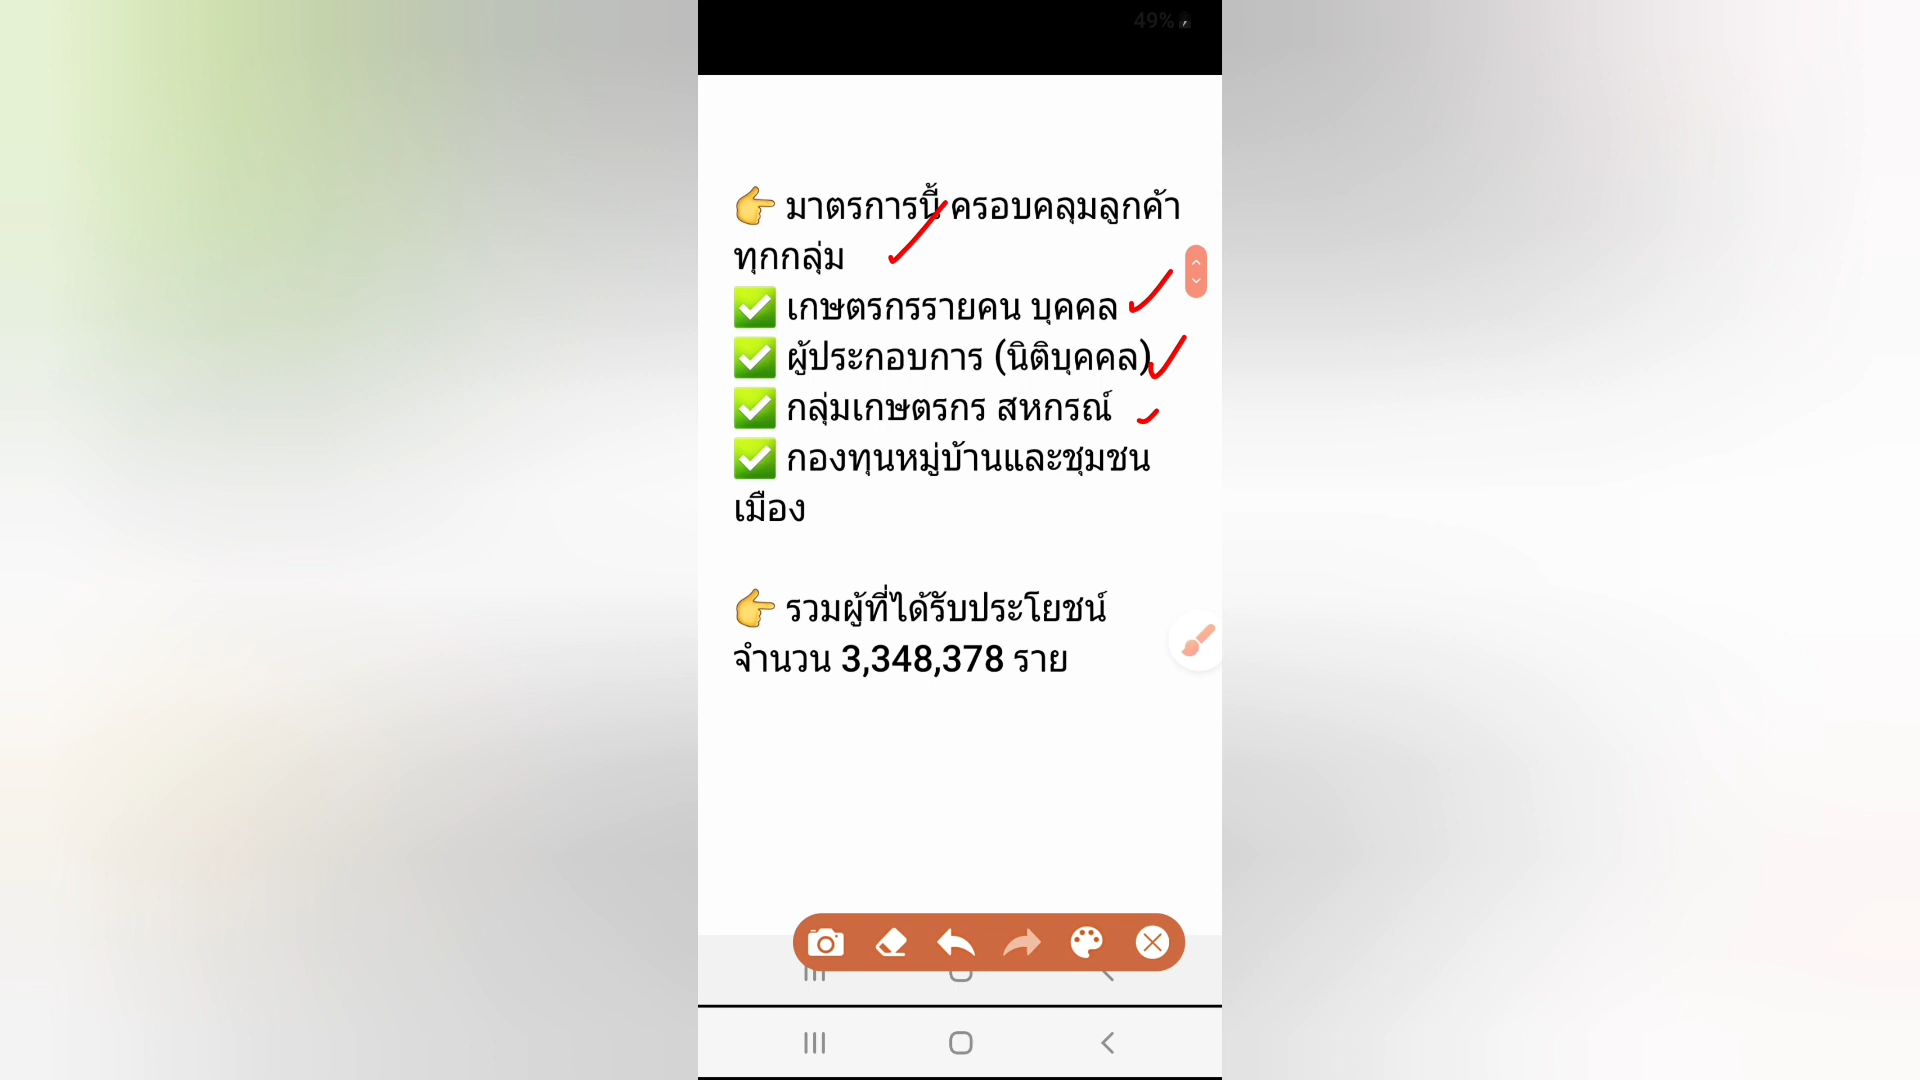 49%
👉 มาตรการนี้ ครอบคลุมลูกค้า
ทุกกลุ่ม
✅ เกษตรกรรายคน บุคคล
✅ ผู้ประกอบการ (นิติบุคคล)
✅ กลุ่มเกษตรกร สหกรณ์
✅ กองทุนหมู่บ้านและชุมชน
เมือง
👉 รวมผู้ที่ได้รับประโยชน์
จำนวน 3,348,378 ราย